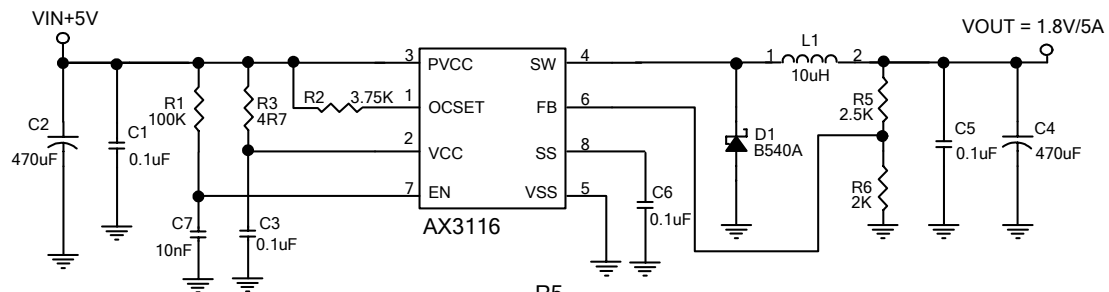 VIN+5V
VOUT = 1.8V/5A
L1
1
2
10uH
3
PVCC
SW
4
R2
3.75K
1
OCSET
FB
6
R1
100K
R3
4R7
R5
2.5K
C2
470uF
C1
0.1uF
2
VCC
SS
8
D1
B540A
C5
0.1uF
C4
470uF
7
EN
VSS
5
C6
0.1uF
R6
2K
AX3116
C7
10nF
C3
0.1uF
R5